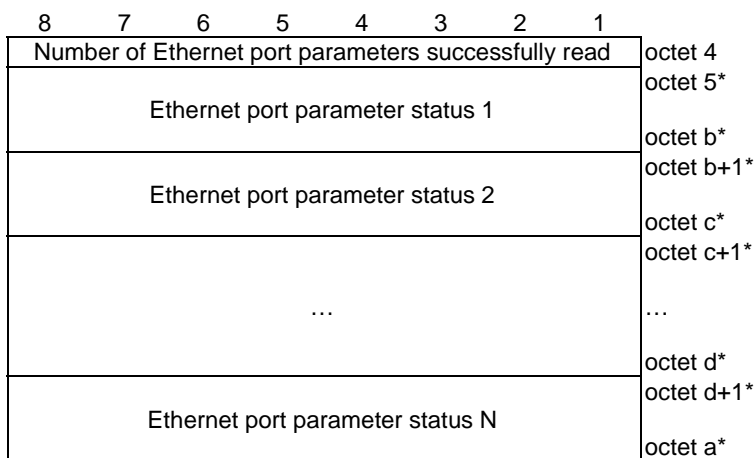 8 7 6 5 4 3 2 1
Number of Ethernet port parameters successfully read octet 4
octet 5*
Ethernet port parameter status 1
octet b*
octet b+1*
Ethernet port parameter status 2
octet c*
octet c+1*
… …
octet d*
octet d+1*
Ethernet port parameter status N
octet a*